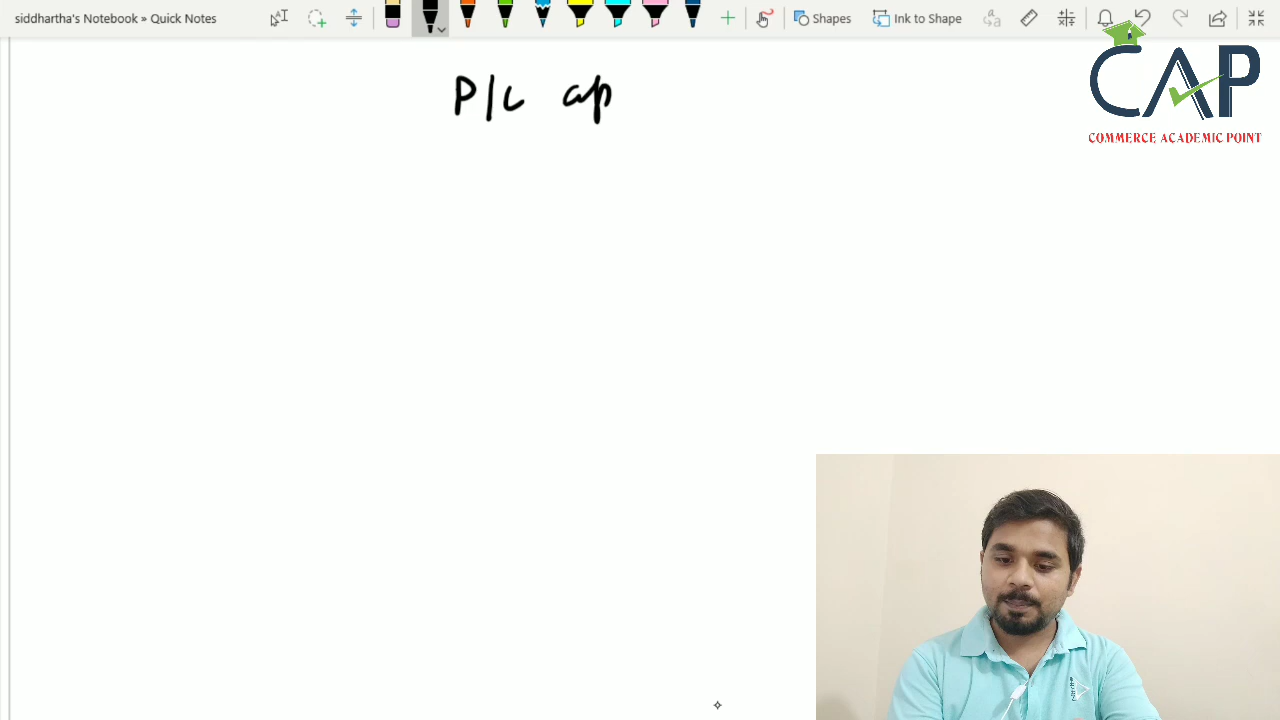 siddhartha's Notebook » Quick Notes
Shapes
Ink to Shape
CAP
COMMERCE ACADEMIC POINT
P/L ap